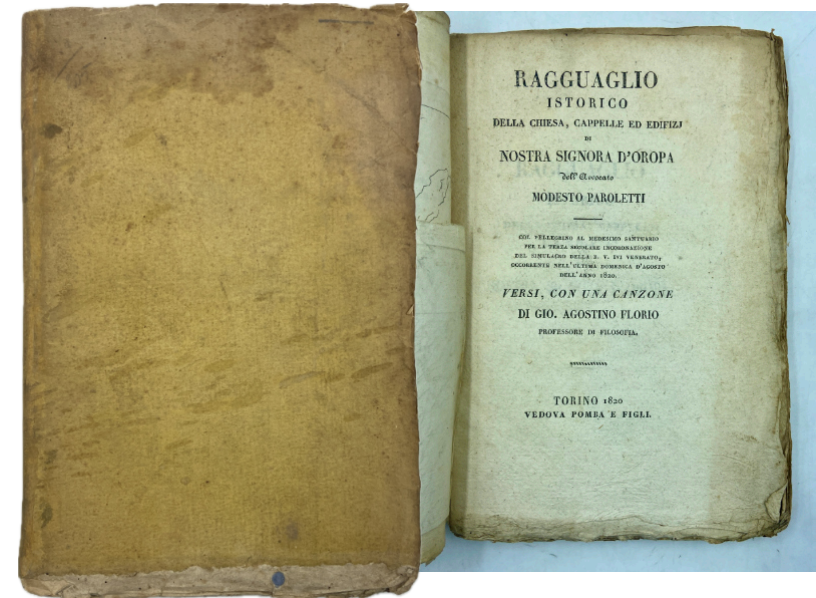 RAGGUAGLIO
ISTORICO
DELLA CHIESA, CAPPELLE ED EDIFIZJ
DI
NOSTRA SIGNORA D'OROPA
dell' Avvocato
MODESTO PAROLETTI
COL PELLEGRINO AL MEDESIMO SANTUARIO
PER LA TERZA SECOLARE INCORONAZIONE
DEL SIMULACRO DELLA B. V. IVI VENERATO,
OCCORRENTE NELL'ULTIMA DOMENICA D'AGOSTO
DELL'ANNO 1820.
VERSI, CON UNA CANZONE
DI GIO. AGOSTINO FLORIO
PROFESSORE DI FILOSOFIA.
TORINO 1820
VEDOVA POMBA E FIGLI.